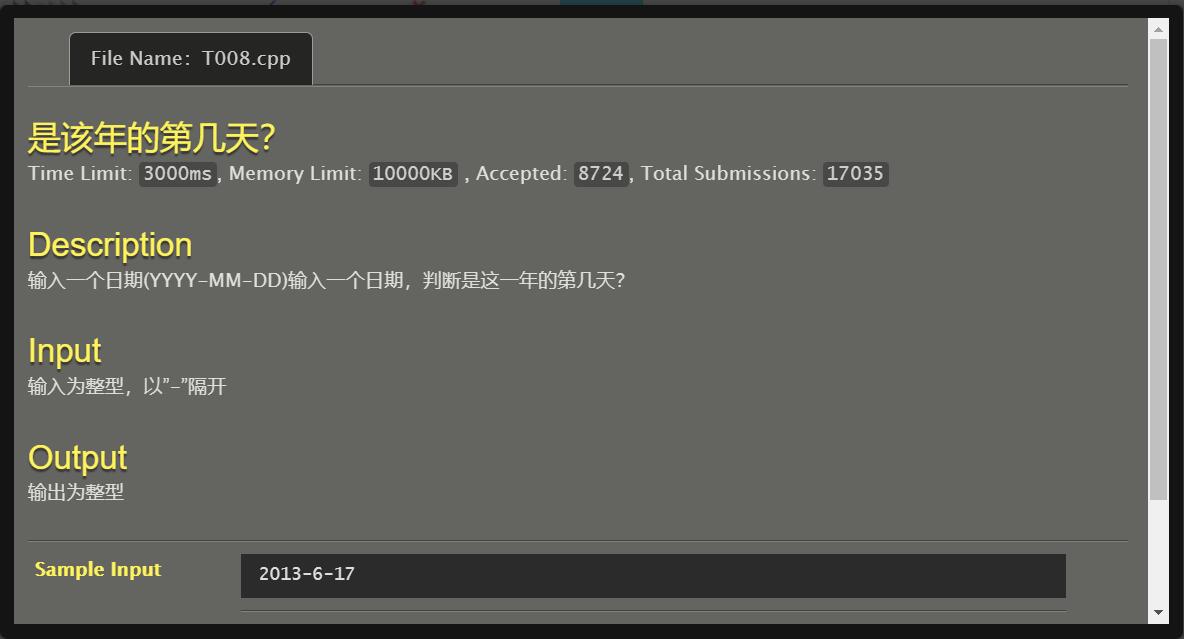 File Name: T008.cpp
是该年的第几天?
Time Limit: 3000ms, Memory Limit: 10000KB , Accepted: 8724, Total Submissions: 17035
Description
输入一个日期(YYYY-MM-DD)输入一个日期，判断是这一年的第几天?
Input
输入为整型，以”-”隔开
Output
输出为整型
Sample Input
2013-6-17